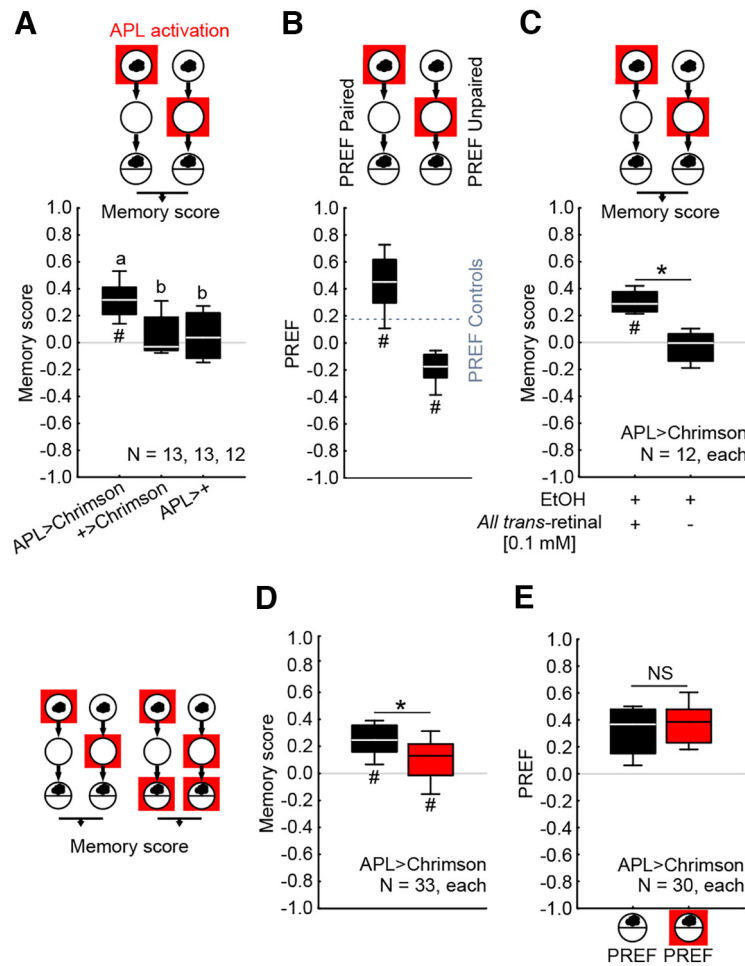 A
APL activation
Memory score
1.0
0.8
0.6
0.4
0.2
0.0
-0.2
-0.4
-0.6
-0.8
-1.0
Memory score
a
b
b
#
N = 13, 13, 12
APL>Chrimson
+>Chrimson
APL>+
B
PREF Paired
PREF Unpaired
1.0
0.8
0.6
0.4
0.2
0.0
-0.2
-0.4
-0.6
-0.8
-1.0
PREF
#
#
PREF Controls
C
Memory score
1.0
0.8
0.6
0.4
0.2
0.0
-0.2
-0.4
-0.6
-0.8
-1.0
Memory score
*
#
APL>Chrimson
N = 12, each
EtOH + +
All trans-retinal + -
[0.1 mM]
Memory score
D
1.0
0.8
0.6
0.4
0.2
0.0
-0.2
-0.4
-0.6
-0.8
-1.0
Memory score
*
#
#
APL>Chrimson
N = 33, each
E
1.0
0.8
0.6
0.4
0.2
0.0
-0.2
-0.4
-0.6
-0.8
-1.0
PREF
NS
APL>Chrimson
N = 30, each
PREF PREF